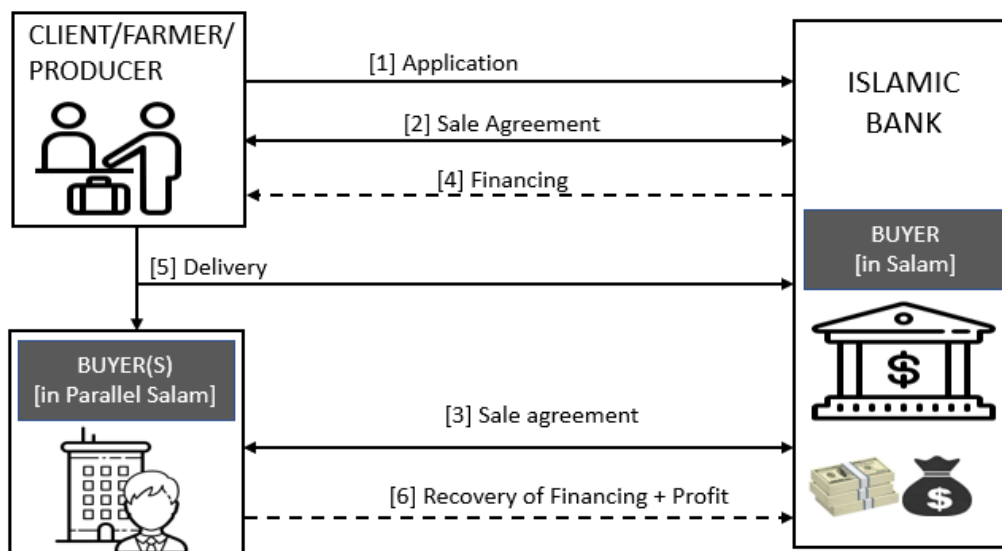 CLIENT/FARMER/
PRODUCER
[1] Application
ISLAMIC
BANK
[2] Sale Agreement
[4] Financing
BUYER
[in Salam]
[5] Delivery
$
BUYER(S)
[in Parallel Salam]
[3] Sale agreement
[6] Recovery of Financing + Profit
$